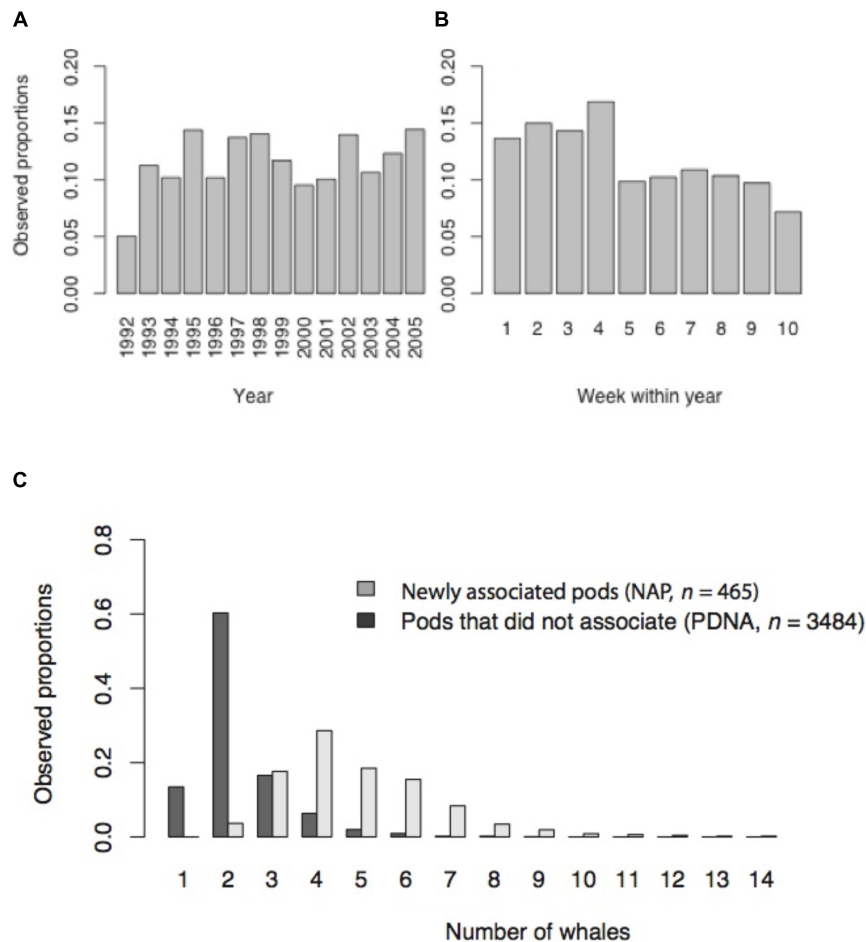 A
B
Observed proportions
0.20
0.15
0.10
0.05
0.00
1992 1993 1994 1995 1996 1997 1998 1999 2000 2001 2002 2003 2004 2005
Year
0.20
0.15
0.10
0.05
0.00
1 2 3 4 5 6 7 8 9 10
Week within year
C
Observed proportions
0.8
0.6
0.4
0.2
0.0
Newly associated pods (NAP, n = 465)
Pods that did not associate (PDNA, n = 3484)
1 2 3 4 5 6 7 8 9 10 11 12 13 14
Number of whales